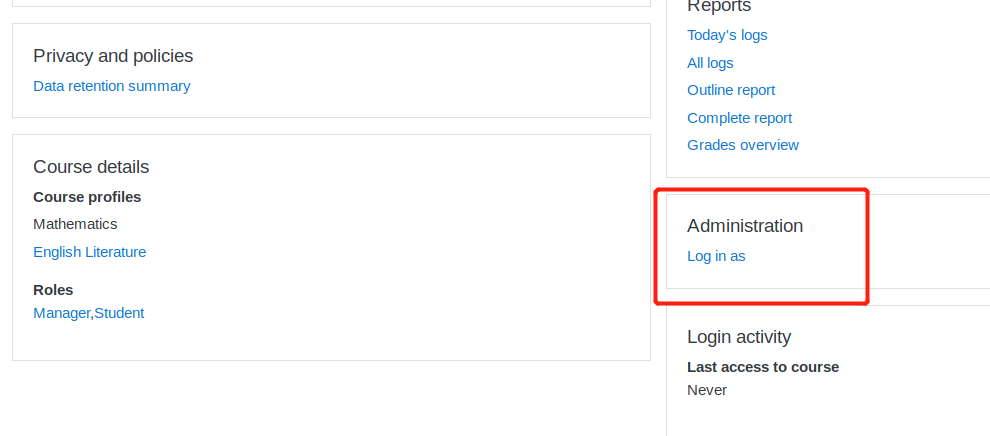 Privacy and policies
Data retention summary
Course details
Course profiles
Mathematics
English Literature
Roles
Manager,Student
Reports
Today's logs
All logs
Outline report
Complete report
Grades overview
Administration
Log in as
Login activity
Last access to course
Never